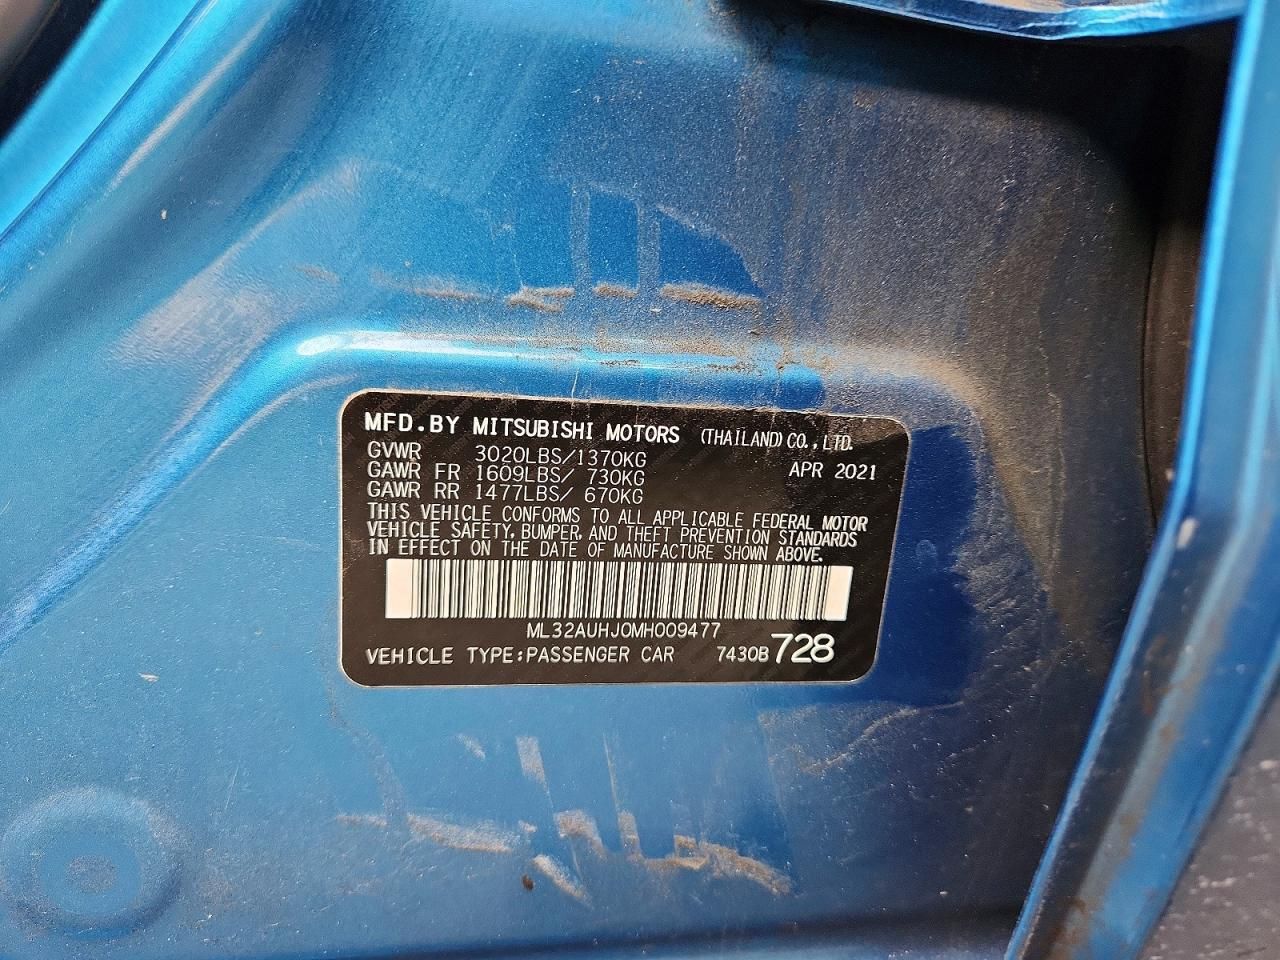 MFD.BY MITSUBISHI MOTORS (THAILAND) CO., LTD.
GVWR 3020LBS/1370KG APR 2021
GAWR FR 1609LBS/ 730KG
GAWR RR 1477LBS/ 670KG
THIS VEHICLE CONFORMS TO ALL APPLICABLE FEDERAL MOTOR
VEHICLE SAFETY, BUMPER, AND THEFT PREVENTION STANDARDS
IN EFFECT ON THE DATE OF MANUFACTURE SHOWN ABOVE.
ML32AUHJ0MH009477
VEHICLE TYPE:PASSENGER CAR 7430B 728